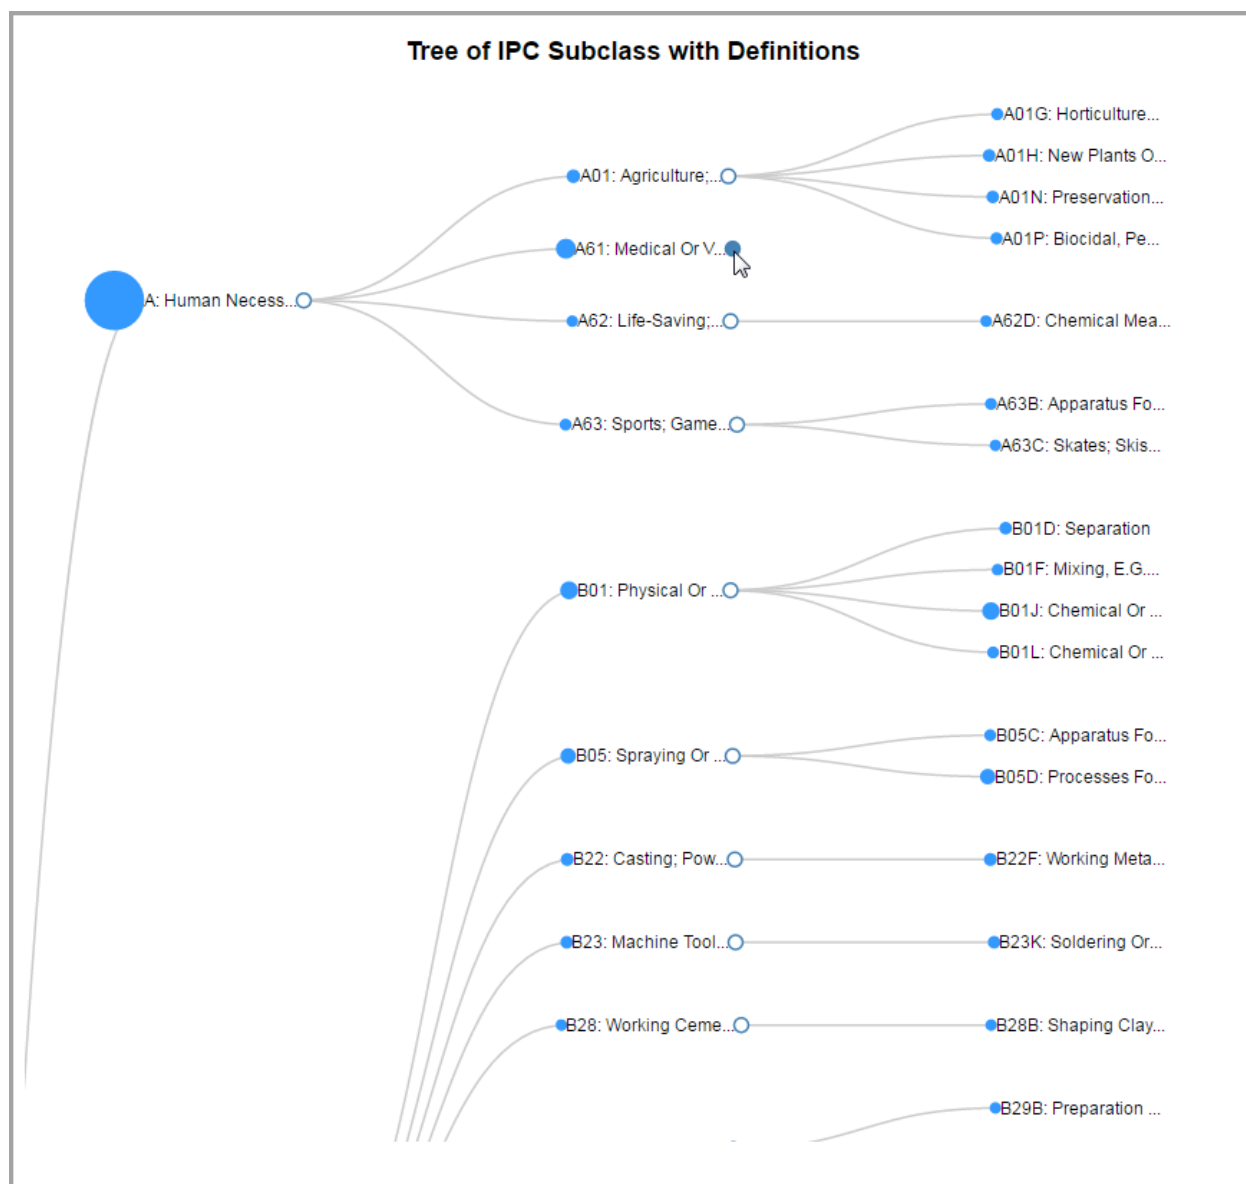 Tree of IPC Subclass with Definitions
A01G: Horticulture...
A01H: New Plants O...
A01: Agriculture;...
A01N: Preservation...
A01P: Biocidal, Pe...
A61: Medical Or V...
A: Human Necess...
A62: Life-Saving;...
A62D: Chemical Mea...
A63B: Apparatus Fo...
A63: Sports; Game...
A63C: Skates; Skis...
B01D: Separation
B01F: Mixing, E.G....
B01: Physical Or ...
B01J: Chemical Or ...
B01L: Chemical Or ...
B05C: Apparatus Fo...
B05: Spraying Or ...
B05D: Processes Fo...
B22: Casting; Pow...
B22F: Working Meta...
B23: Machine Tool...
B23K: Soldering Or...
B28: Working Ceme...
B28B: Shaping Clay...
B29B: Preparation ...